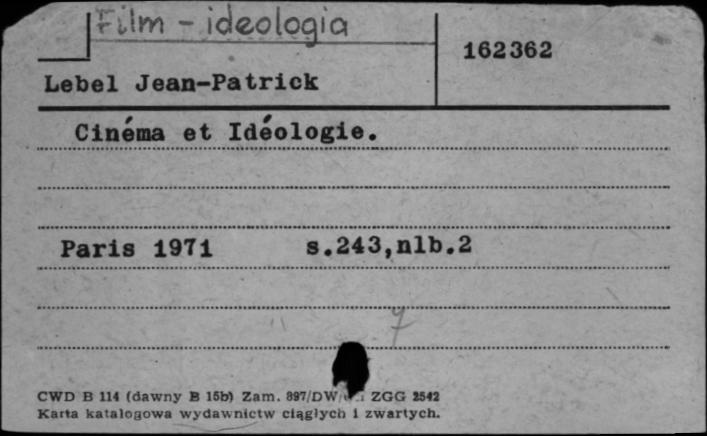 Film - ideologia
162362
Lebel Jean-Patrick
Cinéma et Idéologie.
Paris 1971 s.243,nlb.2
7
CWD B 114 (dawny B 15b) Zam. 897/DW/ ZGG 2542
Karta katalogowa wydawnictw ciągłych i zwartych.